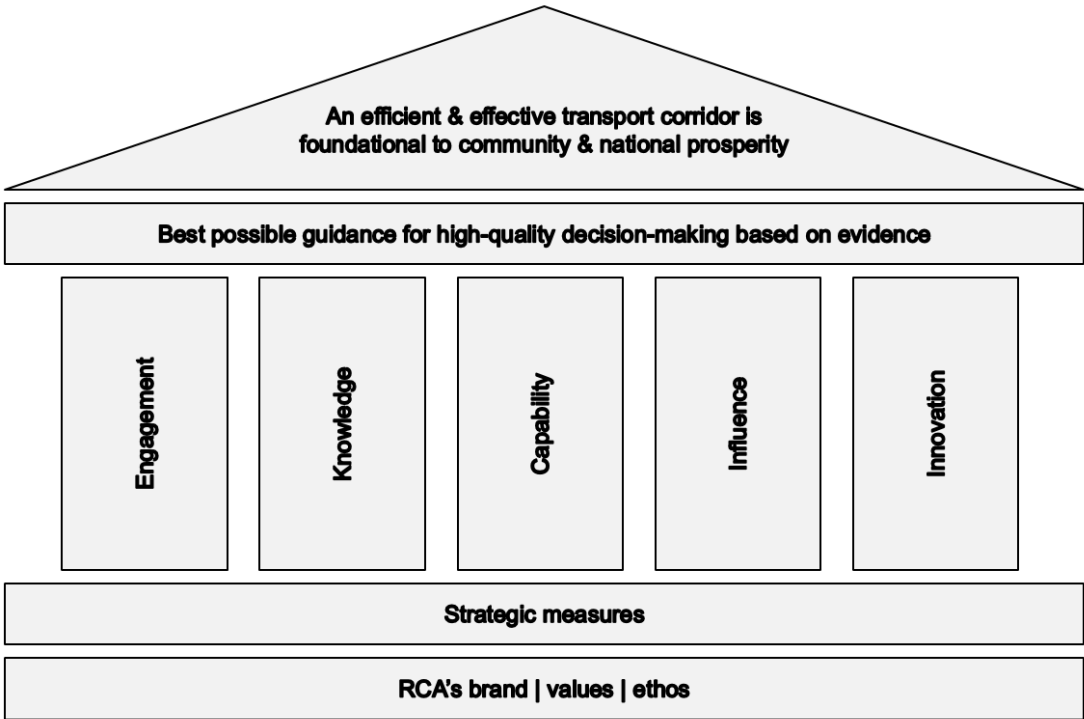 An efficient & effective transport corridor is
foundational to community & national prosperity
Best possible guidance for high-quality decision-making based on evidence
Engagement
Knowledge
Capability
Influence
Innovation
Strategic measures
RCA’s brand | values | ethos